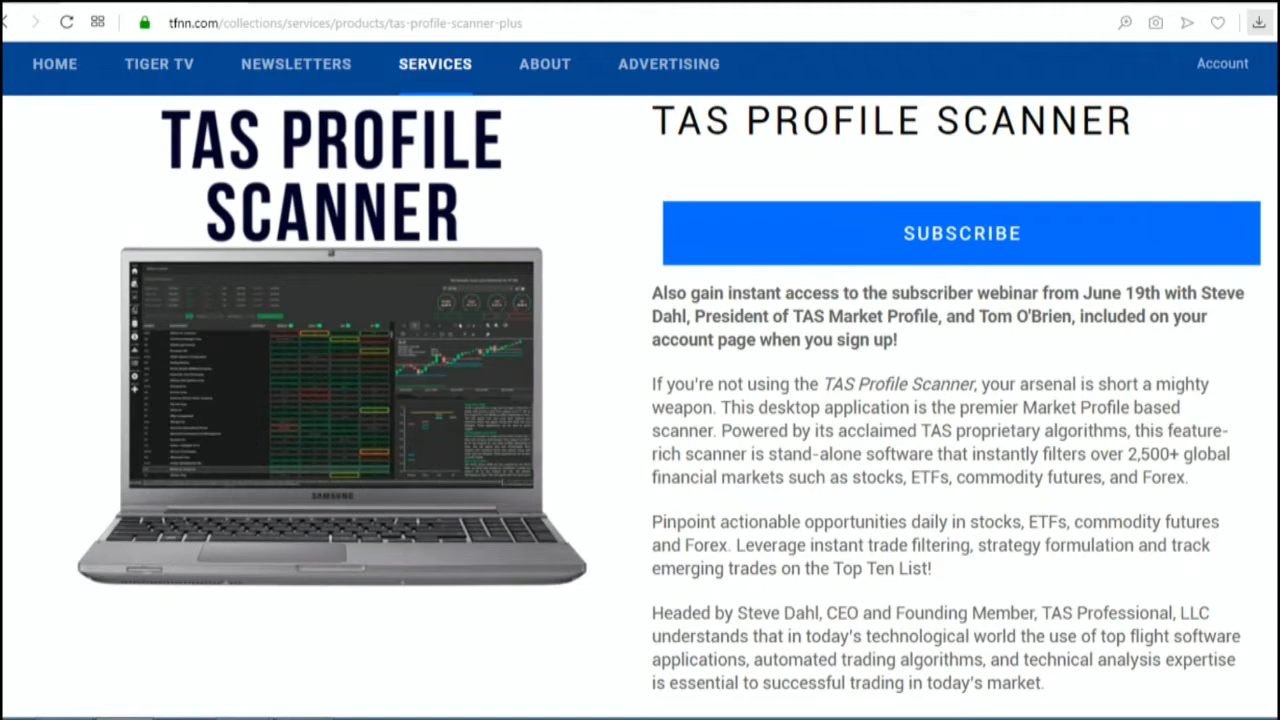 tfnn.com/collections/services/products/tas-profile-scanner-plus
HOME TIGER TV NEWSLETTERS SERVICES ABOUT ADVERTISING Account
TAS PROFILE
SCANNER
SAMSUNG
TAS PROFILE SCANNER
SUBSCRIBE
Also gain instant access to the subscriber webinar from June 19th with Steve
Dahl, President of TAS Market Profile, and Tom O'Brien, included on your
account page when you sign up!
If you're not using the TAS Profile Scanner, your arsenal is short a mighty
weapon. This desktop application is the premier Market Profile based
scanner. Powered by its acclaimed TAS proprietary algorithms, this feature-
rich scanner is stand-alone software that instantly filters over 2,500+ global
financial markets such as stocks, ETFs, commodity futures, and Forex.
Pinpoint actionable opportunities daily in stocks, ETFs, commodity futures
and Forex. Leverage instant trade filtering, strategy formulation and track
emerging trades on the Top Ten List!
Headed by Steve Dahl, CEO and Founding Member, TAS Professional, LLC
understands that in today's technological world the use of top flight software
applications, automated trading algorithms, and technical analysis expertise
is essential to successful trading in today's market.